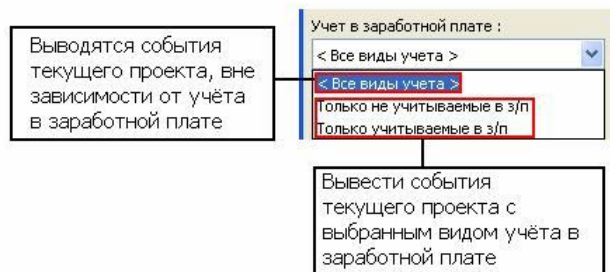 Учет в заработной плате :
< Все виды учета >
< Все виды учета >
Только не учитываемые в з/п
Только учитываемые в з/п
Выводятся события
текущего проекта, вне
зависимости от учёта
в заработной плате
Вывести события
текущего проекта с
выбранным видом учёта в
заработной плате